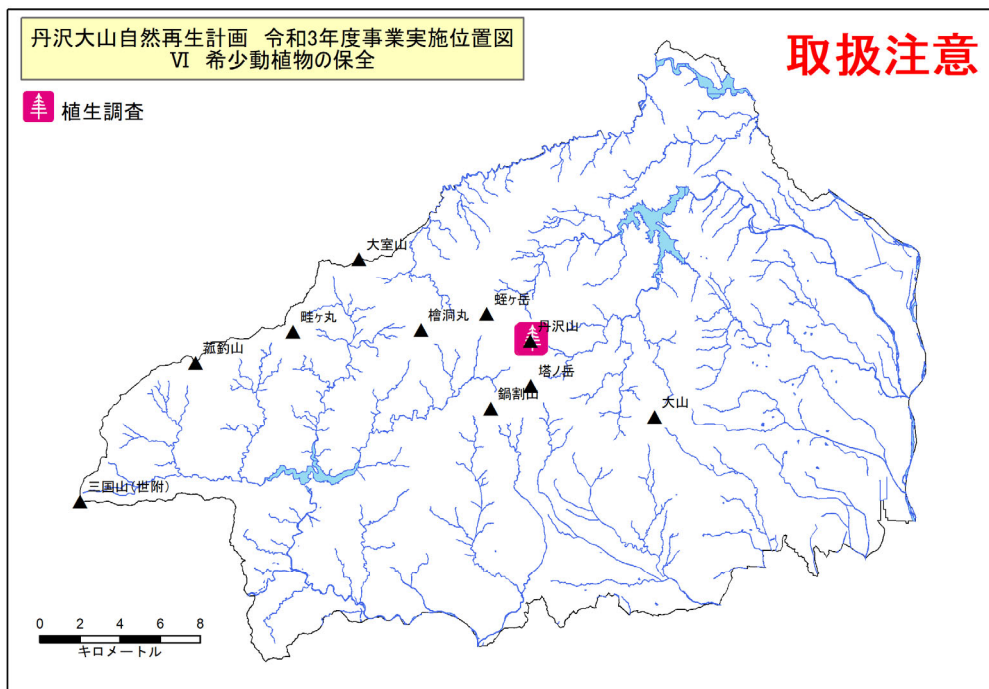 丹沢大山自然再生計画 令和3年度事業実施位置図
Ⅵ 希少動植物の保全
取扱注意
植生調査
大室山
畦ヶ丸
檜洞丸
蛭ヶ岳
丹沢山
菰釣山
塔ノ岳
鍋割山
大山
三国山(世附)
0 2 4 6 8
キロメートル